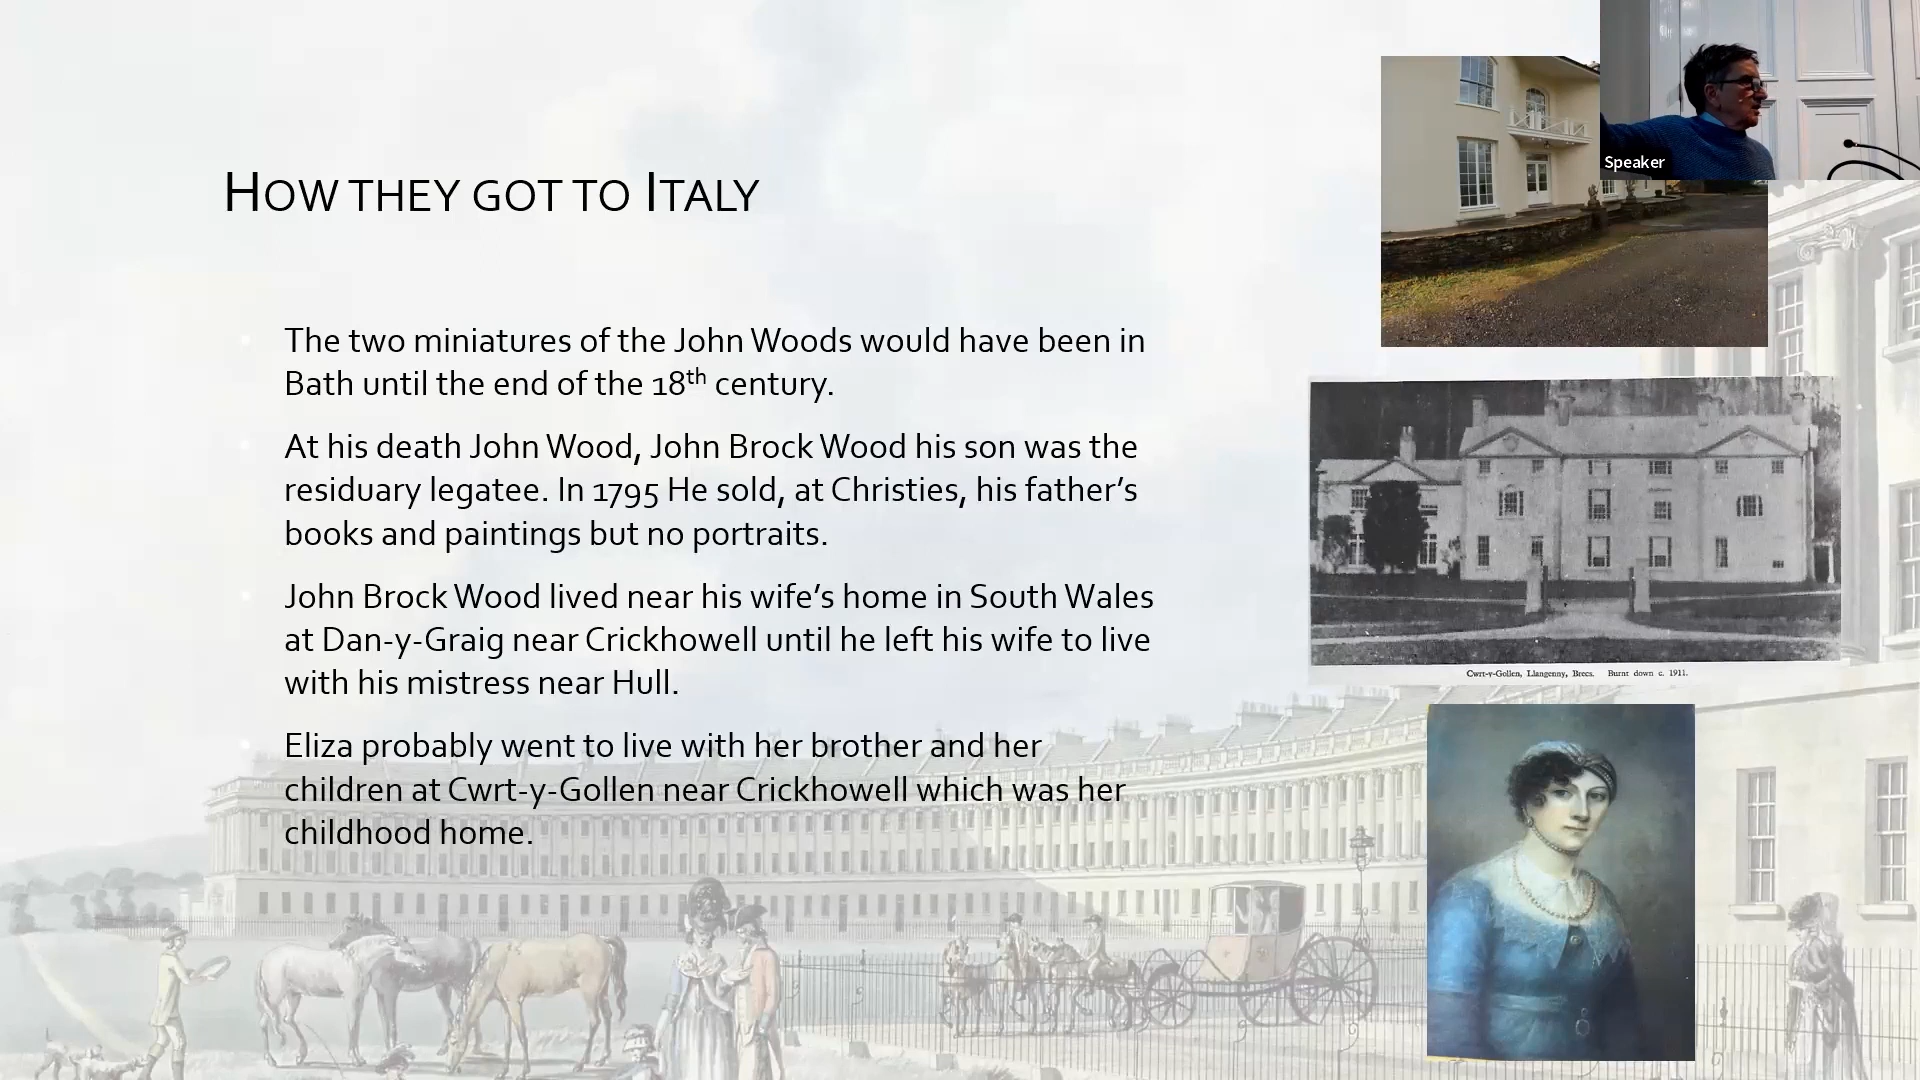 HOW THEY GOT TO ITALY
The two miniatures of the John Woods would have been in
Bath until the end of the 18th century.
At his death John Wood, John Brock Wood his son was the
residuary legatee. In 1795 He sold, at Christies, his father’s
books and paintings but no portraits.
John Brock Wood lived near his wife’s home in South Wales
at Dan-y-Graig near Crickhowell until he left his wife to live
with his mistress near Hull.
Eliza probably went to live with her brother and her
children at Cwrt-y-Gollen near Crickhowell which was her
childhood home.
Speaker
Cwrt-y-Gollen, Llangenny, Brecs. Burnt down c. 1911.